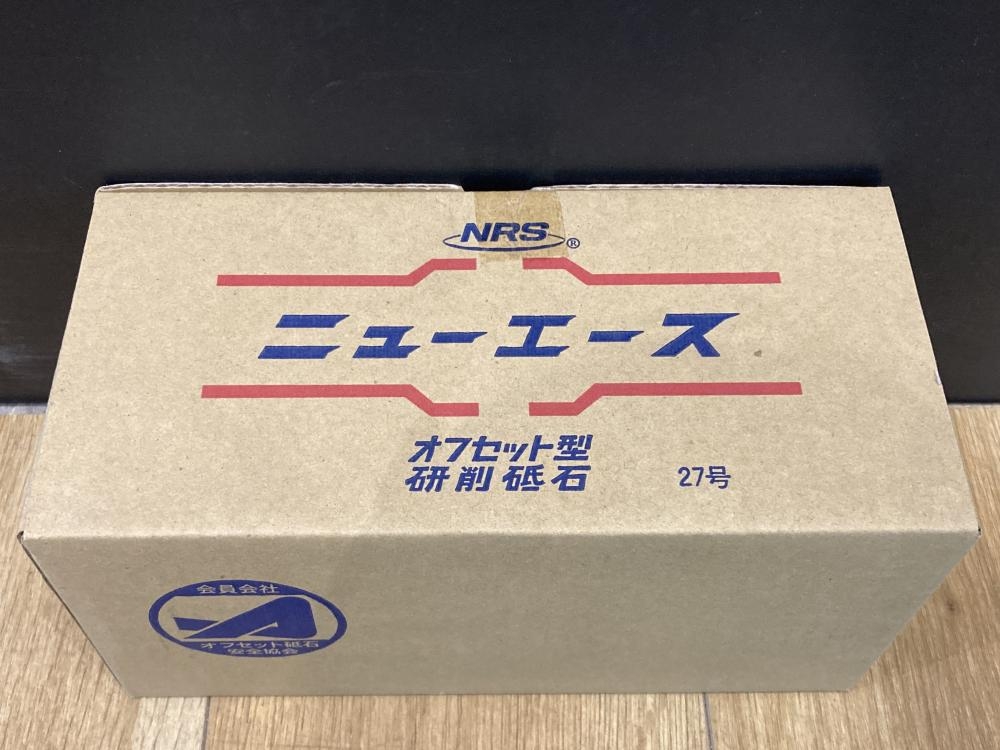 NRS®
ニューエース
オフセット型
研削砥石 27号
会員会社
オフセット砥石
安全協会